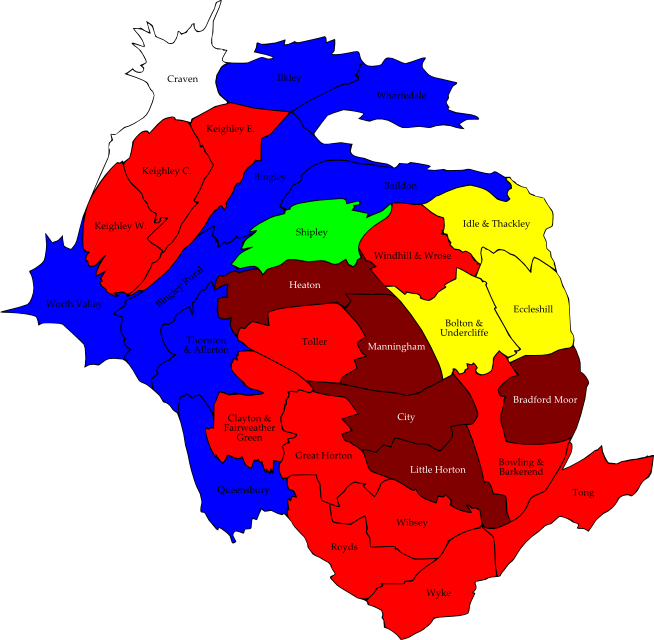 Ilkley
Craven
Wharfedale
Keighley E.
Keighley C.
Bingley
Baildon
Keighley W.
Idle & Thackley
Shipley
Windhill & Wrose
Bingley Rural
Heaton
Worth Valley
Eccleshill
Bolton &
Undercliffe
Thornton
& Allerton
Toller
Manningham
Bradford Moor
City
Clayton &
Fairweather
Green
Great Horton
Little Horton
Bowling &
Barkerend
Queensbury
Tong
Wibsey
Royds
Wyke